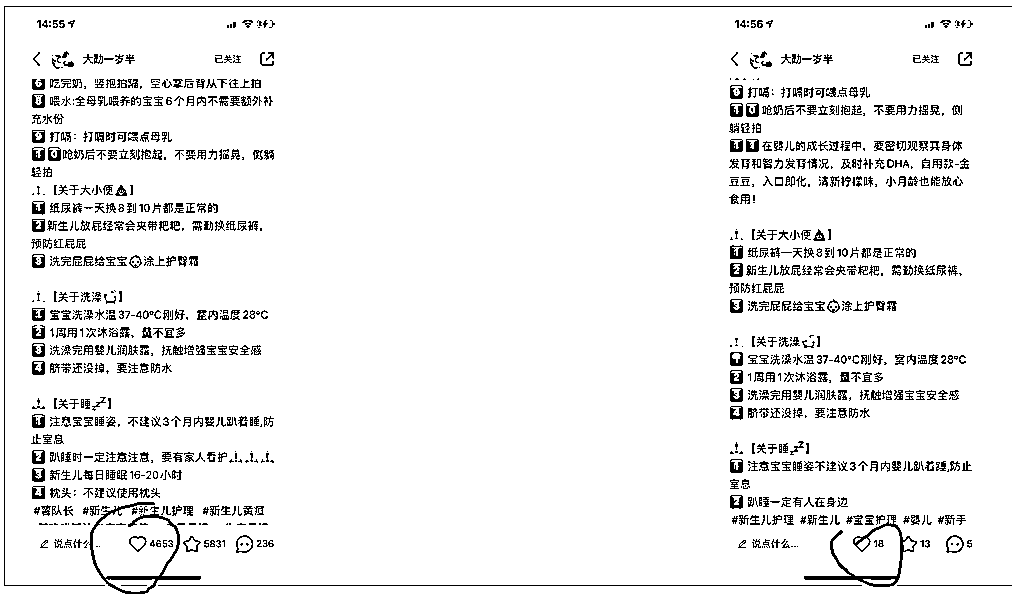 14:55
大勖一岁半
已关注
6 吃完奶，竖抱拍嗝，空心掌后背从下往上拍
8 喂水:全母乳喂养的宝宝6个月内不需要额外补
充水份
9 打嗝：打嗝时可喂点母乳
10呛奶后不要立刻抱起，不要用力摇晃，侧躺
轻拍
【关于大小便】
1 纸尿裤一天换8到10片都是正常的
2新生儿放屁经常会夹带粑粑，需勤换纸尿裤，
预防红屁屁
3 洗完屁屁给宝宝涂上护臀霜
【关于洗澡】
1 宝宝洗澡水温37-40°C刚好，室内温度28°C
2 1周用1次沐浴露，量不宜多
3 洗澡完用婴儿润肤露，抚触增强宝宝安全感
4 脐带还没掉，要注意防水
【关于睡zzZ】
1 注意宝宝睡姿，不建议3个月内婴儿趴着睡,防
止窒息
2 趴睡时一定注意注意，要有家人看护
3 新生儿每日睡眠16-20小时
4 枕头：不建议使用枕头
#薯队长 #新生儿 #新生儿护理 #新生儿黄疸
说点什么...
4653 5831 236
14:56
大勖一岁半
已关注
9 打嗝：打嗝时可喂点母乳
10 呛奶后不要立刻抱起，不要用力摇晃，侧
躺轻拍
11 在婴儿的成长过程中，要密切观察其身体
发育和智力发育情况，及时补充DHA，自用款-金
豆豆，入口即化，清新柠檬味，小月龄也能放心
食用！
【关于大小便】
1 纸尿裤一天换8到10片都是正常的
2 新生儿放屁经常会夹带粑粑，需勤换纸尿裤、
预防红屁屁
3 洗完屁屁给宝宝涂上护臀霜
【关于洗澡】
1 宝宝洗澡水温37-40°C刚好，室内温度28°C
2 1周用1次沐浴露，量不宜多
3 洗澡完用婴儿润肤露，抚触增强宝宝安全感
4 脐带还没掉，要注意防水
【关于睡zzZ】
1 注意宝宝睡姿不建议3个月内婴儿趴着睡,防止
窒息
2 趴睡一定有人在身边
#新生儿护理 #新生儿 #宝宝护理 #婴儿 #新手
说点什么...
18 13 5